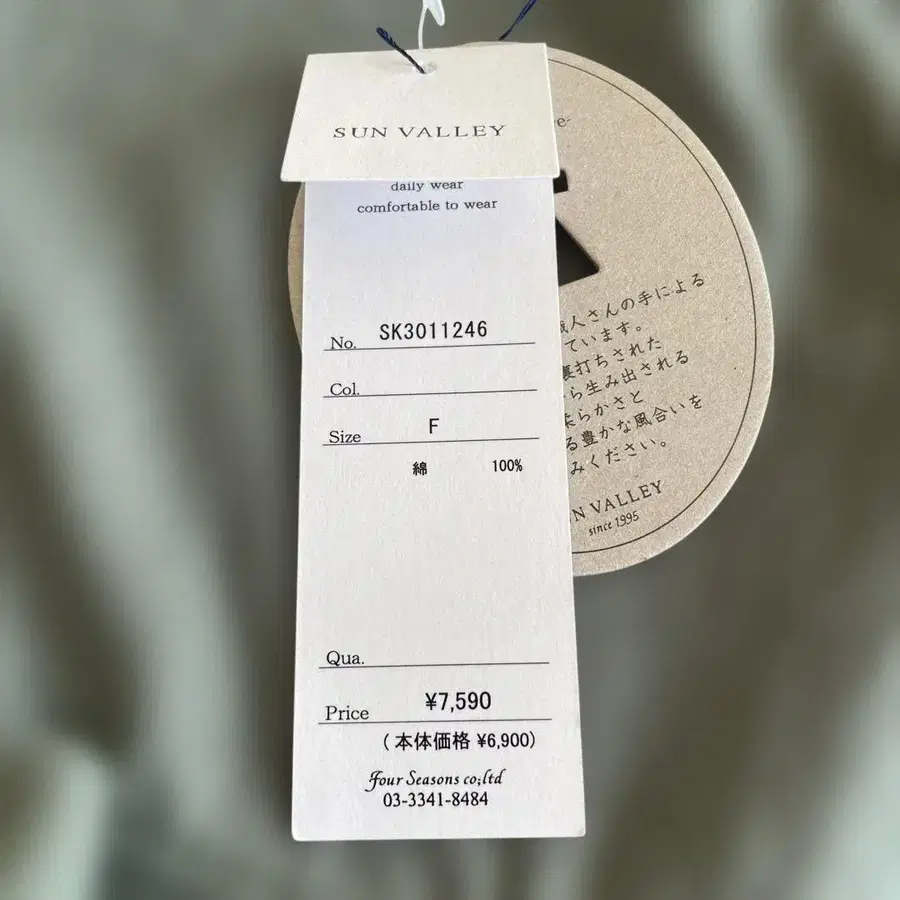 SUN VALLEY
daily wear
comfortable to wear
No. SK3011246
Col.
Size F
綿 100%
Qua.
Price ¥7,590
(本体価格 ¥6,900)
Four Seasons co;ltd
03-3341-8484
人さんの手による
ています。
打ちされた
ら生み出される
柔らかさと
る豊かな風合いを
みください。
N VALLEY
since 1995